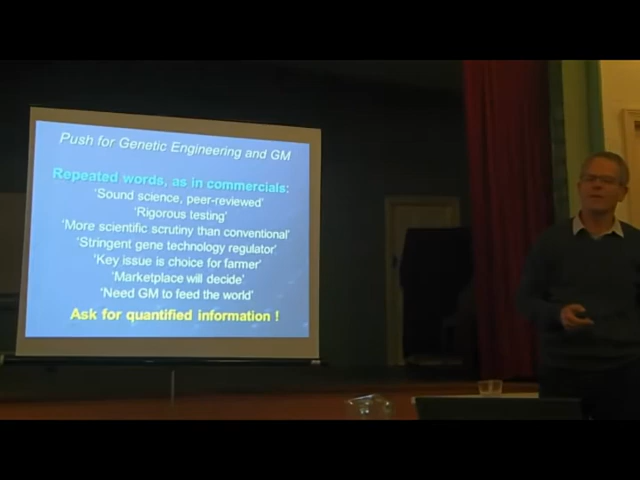 Push for Genetic Engineering and GM
Repeated words, as in commercials:
'Sound science, peer-reviewed'
'Rigorous testing'
'More scientific scrutiny than conventional'
'Stringent gene technology regulator'
'Key issue is choice for farmer'
'Marketplace will decide'
'Need GM to feed the world'
Ask for quantified information !